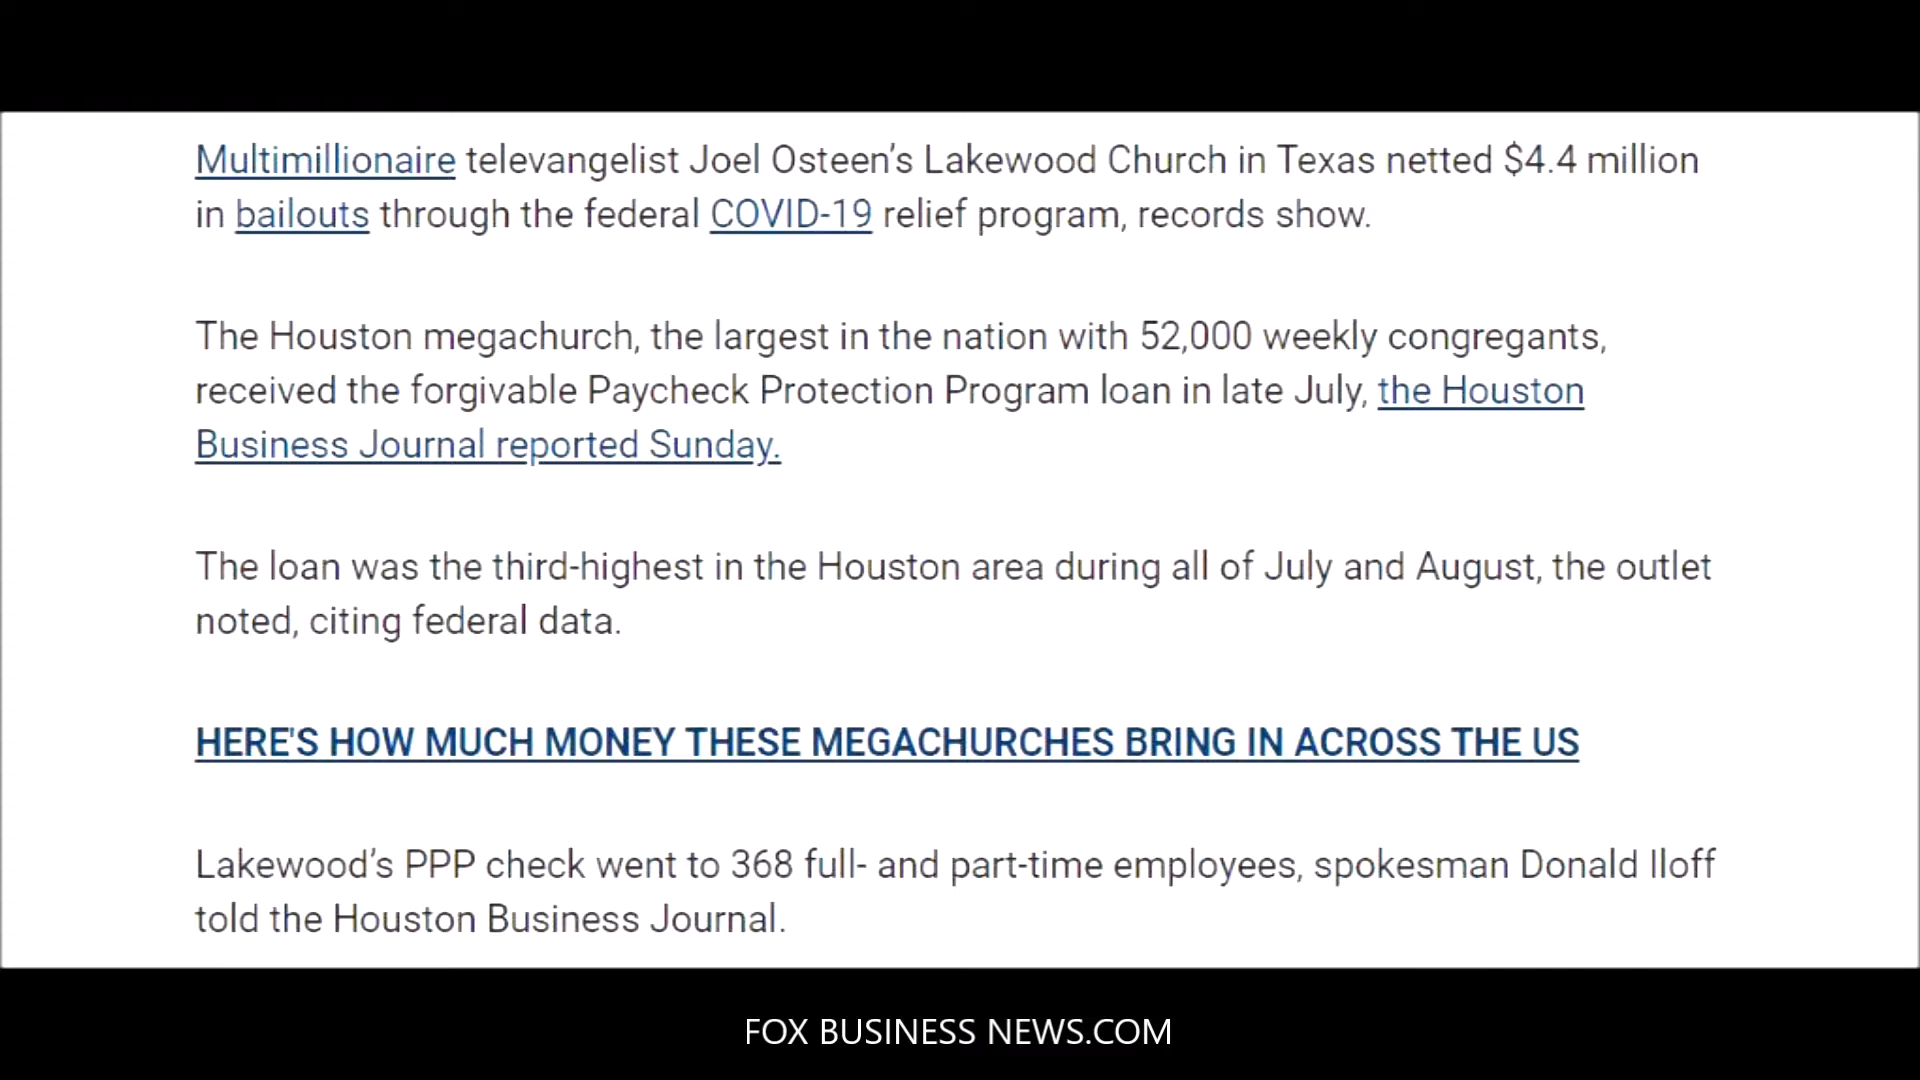 Multimillionaire televangelist Joel Osteen’s Lakewood Church in Texas netted $4.4 million
in bailouts through the federal COVID-19 relief program, records show.
The Houston megachurch, the largest in the nation with 52,000 weekly congregants,
received the forgivable Paycheck Protection Program loan in late July, the Houston
Business Journal reported Sunday.
The loan was the third-highest in the Houston area during all of July and August, the outlet
noted, citing federal data.
HERE'S HOW MUCH MONEY THESE MEGACHURCHES BRING IN ACROSS THE US
Lakewood’s PPP check went to 368 full- and part-time employees, spokesman Donald Iloff
told the Houston Business Journal.
FOX BUSINESS NEWS.COM